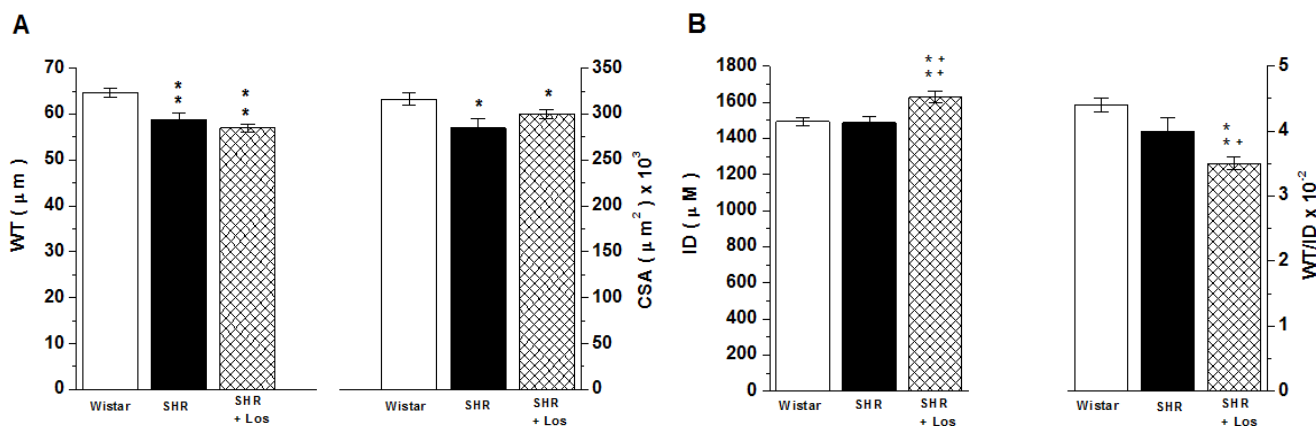 A
70
60
50
40
30
20
10
0
WT ( μ m )
* *
* *
*
*
350
300
250
200
150
100
50
0
CSA ( μ m² ) x 10³
Wistar
SHR
SHR
+ Los
Wistar
SHR
SHR
+ Los
B
1800
1600
1400
1200
1000
800
600
400
200
0
ID ( μ M )
* +
* +
*
* +
5
4
3
2
1
0
WT/ID x 10⁻²
Wistar
SHR
SHR
+ Los
Wistar
SHR
SHR
+ Los